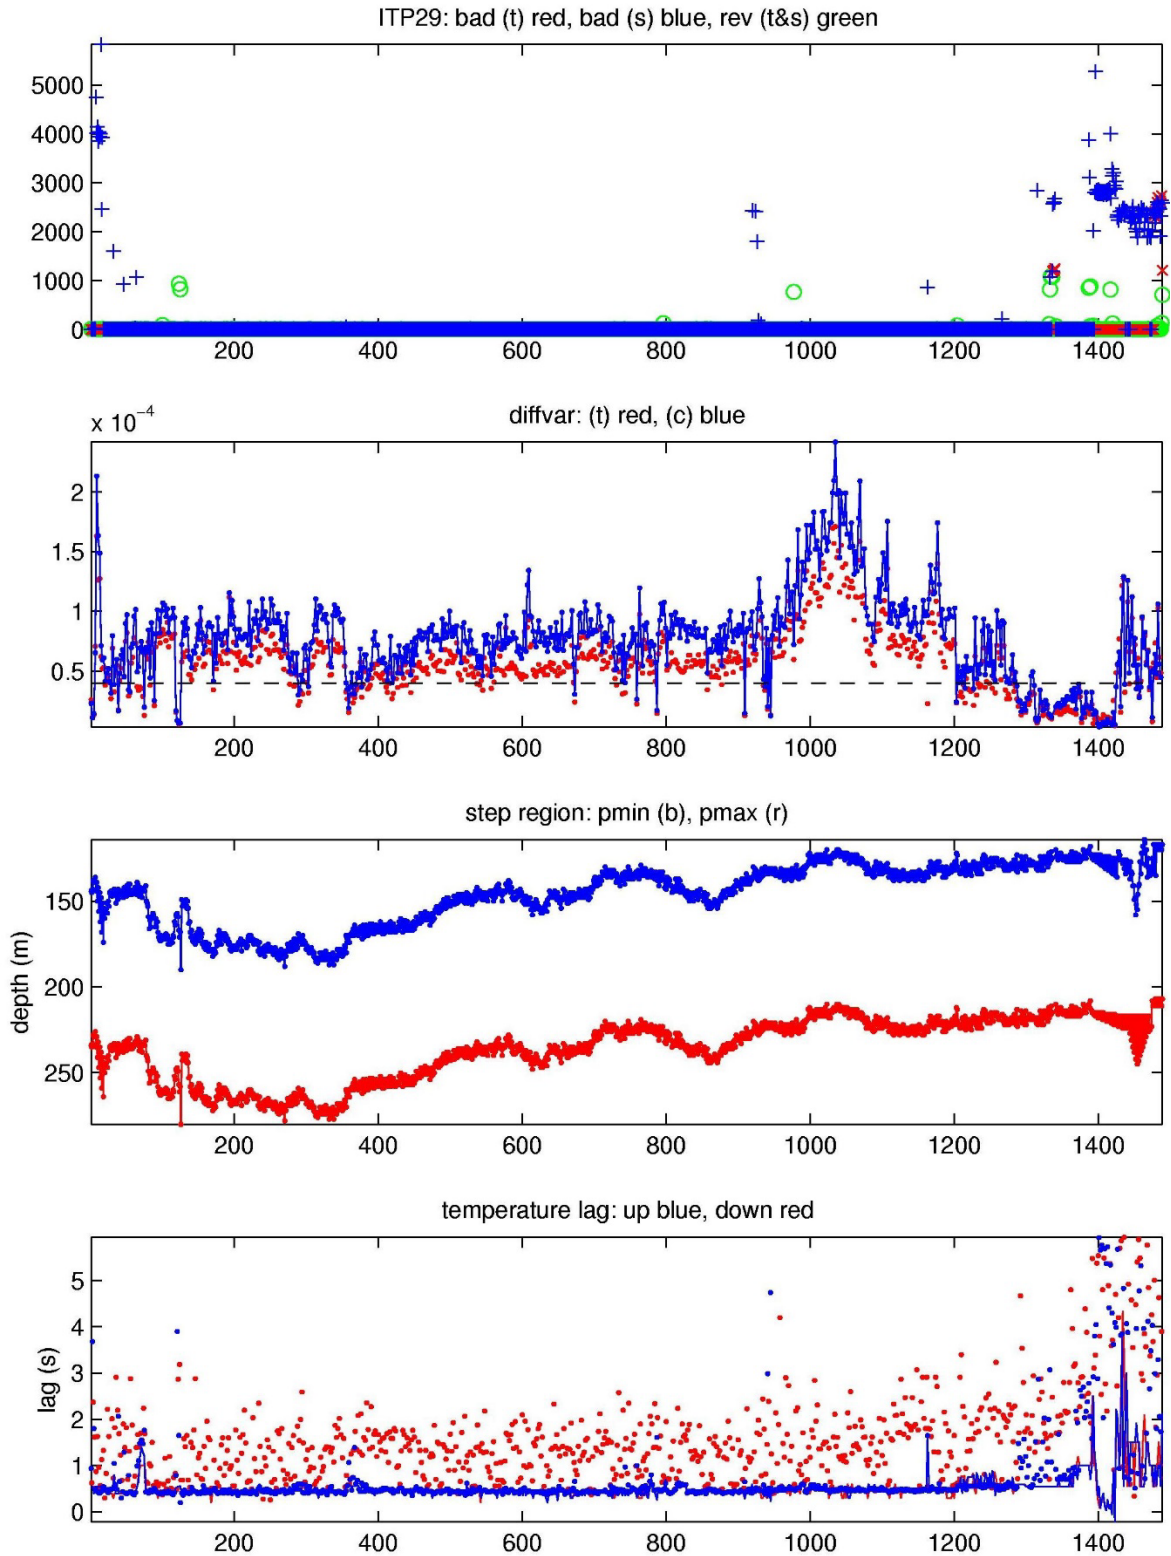 ITP29: bad (t) red, bad (s) blue, rev (t&s) green
5000
4000
3000
2000
1000
0
200 400 600 800 1000 1200 1400
diffvar: (t) red, (c) blue
x 10−4
2
1.5
1
0.5
200 400 600 800 1000 1200 1400
step region: pmin (b), pmax (r)
depth (m)
150
200
250
200 400 600 800 1000 1200 1400
temperature lag: up blue, down red
lag (s)
5
4
3
2
1
0
200 400 600 800 1000 1200 1400